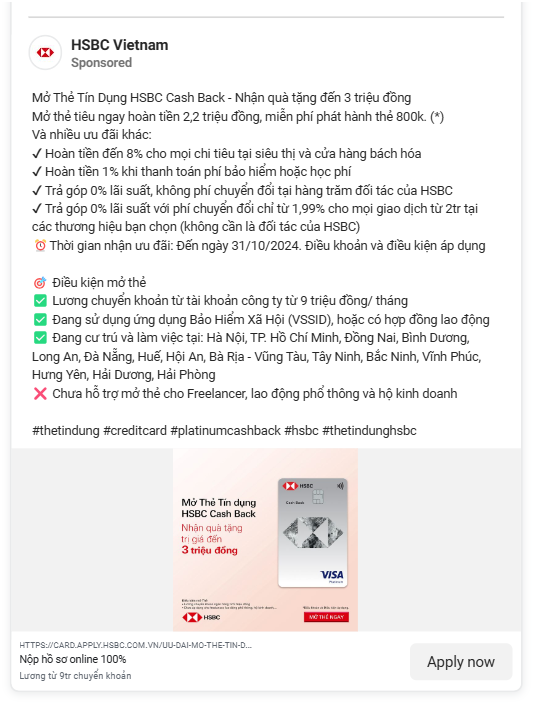 HSBC Vietnam
Sponsored
Mở Thẻ Tín Dụng HSBC Cash Back - Nhận quà tặng đến 3 triệu đồng
Mở thẻ tiêu ngay hoàn tiền 2,2 triệu đồng, miễn phí phát hành thẻ 800k. (*)
Và nhiều ưu đãi khác:
✓ Hoàn tiền đến 8% cho mọi chi tiêu tại siêu thị và cửa hàng bách hóa
✓ Hoàn tiền 1% khi thanh toán phí bảo hiểm hoặc học phí
✓ Trả góp 0% lãi suất, không phí chuyển đổi tại hàng trăm đối tác của HSBC
✓ Trả góp 0% lãi suất với phí chuyển đổi chỉ từ 1,99% cho mọi giao dịch từ 2tr tại
các thương hiệu bạn chọn (không cần là đối tác của HSBC)
⏰ Thời gian nhận ưu đãi: Đến ngày 31/10/2024. Điều khoản và điều kiện áp dụng
🎯 Điều kiện mở thẻ
✅ Lương chuyển khoản từ tài khoản công ty từ 9 triệu đồng/ tháng
✅ Đang sử dụng ứng dụng Bảo Hiểm Xã Hội (VSSID), hoặc có hợp đồng lao động
✅ Đang cư trú và làm việc tại: Hà Nội, TP. Hồ Chí Minh, Đồng Nai, Bình Dương,
Long An, Đà Nẵng, Huế, Hội An, Bà Rịa - Vũng Tàu, Tây Ninh, Bắc Ninh, Vĩnh Phúc,
Hưng Yên, Hải Dương, Hải Phòng
❌ Chưa hỗ trợ mở thẻ cho Freelancer, lao động phổ thông và hộ kinh doanh
#thetindung #creditcard #platinumcashback #hsbc #thetindunghsbc
Mở Thẻ Tín dụng
HSBC Cash Back
Nhận quà tặng
trị giá đến
3 triệu đồng
HSBC
Cash Back
VISA
Platinum
HSBC
MỞ THẺ NGAY
HTTPS://CARD.APPLY.HSBC.COM.VN/UU-DAI-MO-THE-TIN-D...
Nộp hồ sơ online 100%
Lương từ 9tr chuyển khoản
Apply now